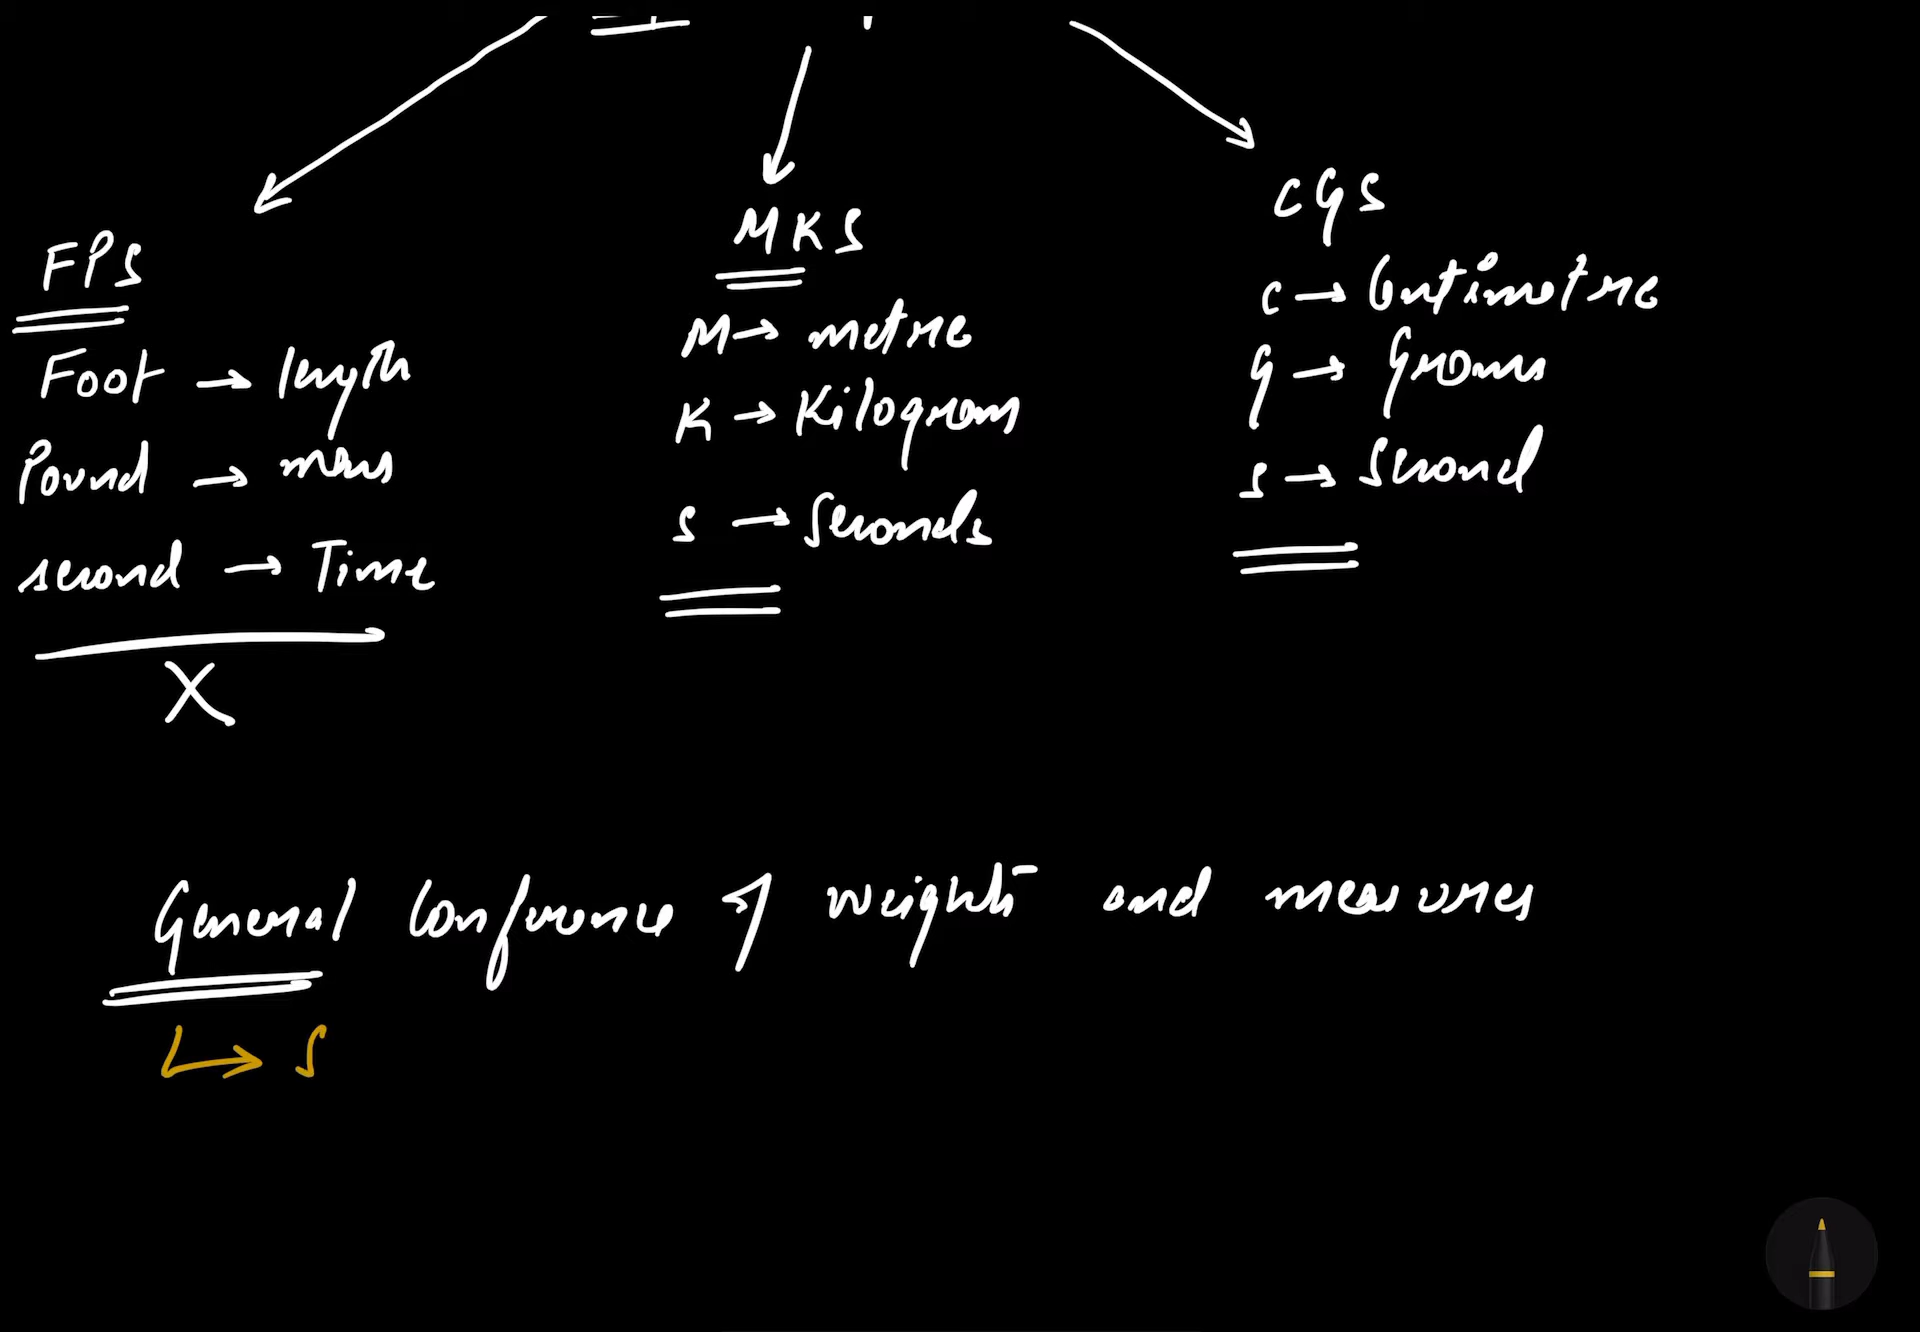 FPS
Foot → length
Pound → mass
second → Time
X
MKS
M → metre
K → Kilogram
S → Seconds
CGS
C → Centimetre
G → Grams
S → Second
General Conference of weights and measures
↳ S